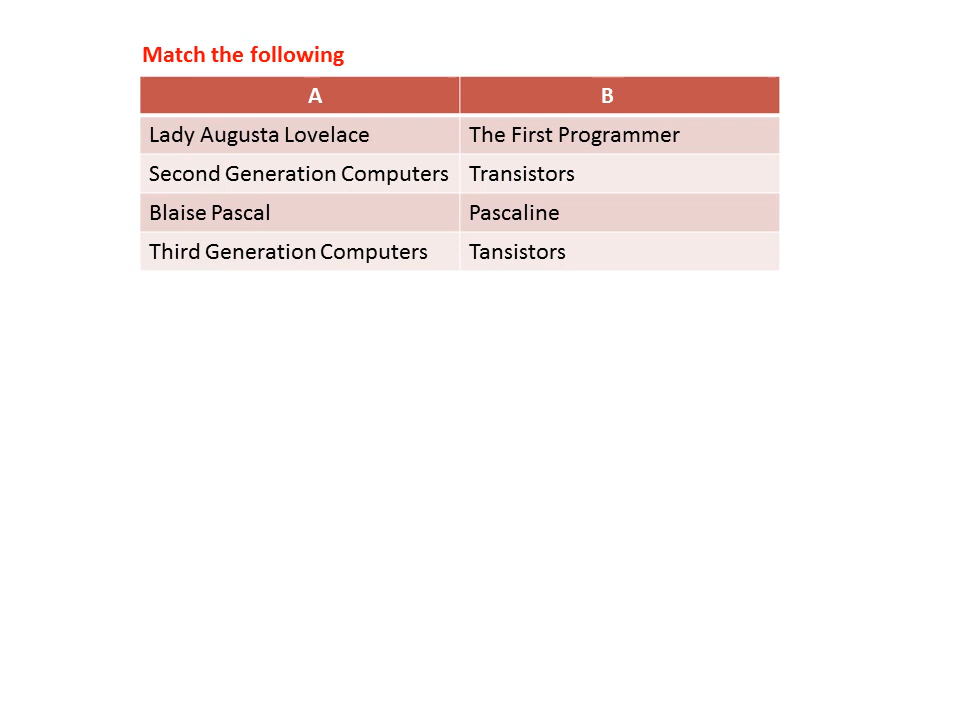 Match the following
A B
Lady Augusta Lovelace The First Programmer
Second Generation Computers Transistors
Blaise Pascal Pascaline
Third Generation Computers Tansistors